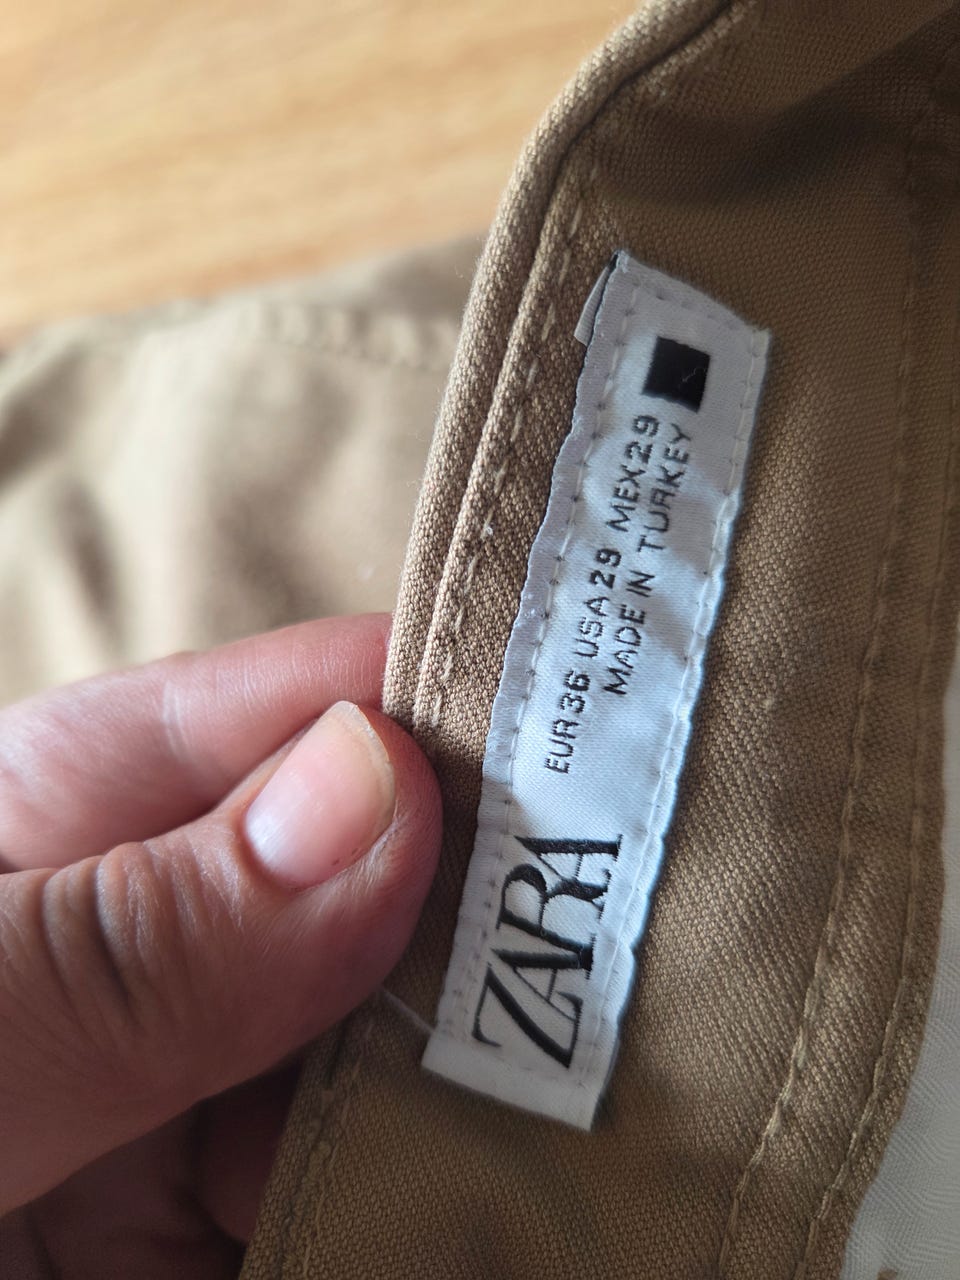 ZARA
EUR 36 USA 29 MEX 29
MADE IN TURKEY